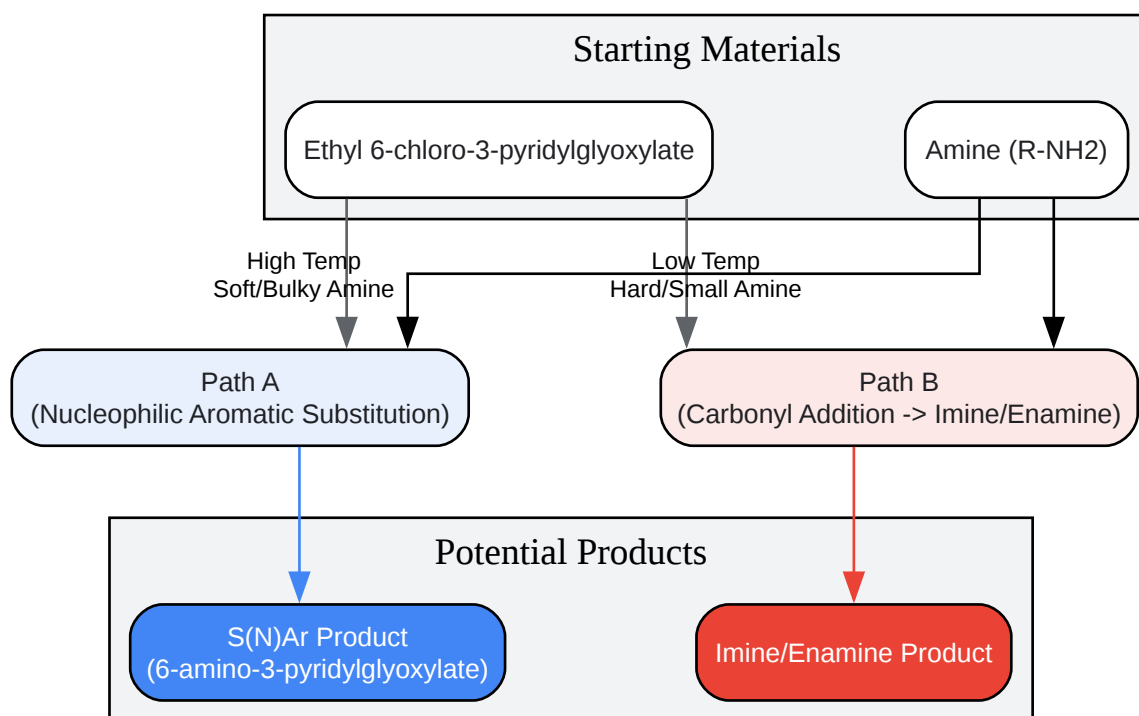 Starting Materials
Ethyl 6-chloro-3-pyridylglyoxylate
Amine (R-NH2)
High Temp
Soft/Bulky Amine
Low Temp
Hard/Small Amine
Path A
(Nucleophilic Aromatic Substitution)
Path B
(Carbonyl Addition -> Imine/Enamine)
Potential Products
S(N)Ar Product
(6-amino-3-pyridylglyoxylate)
Imine/Enamine Product